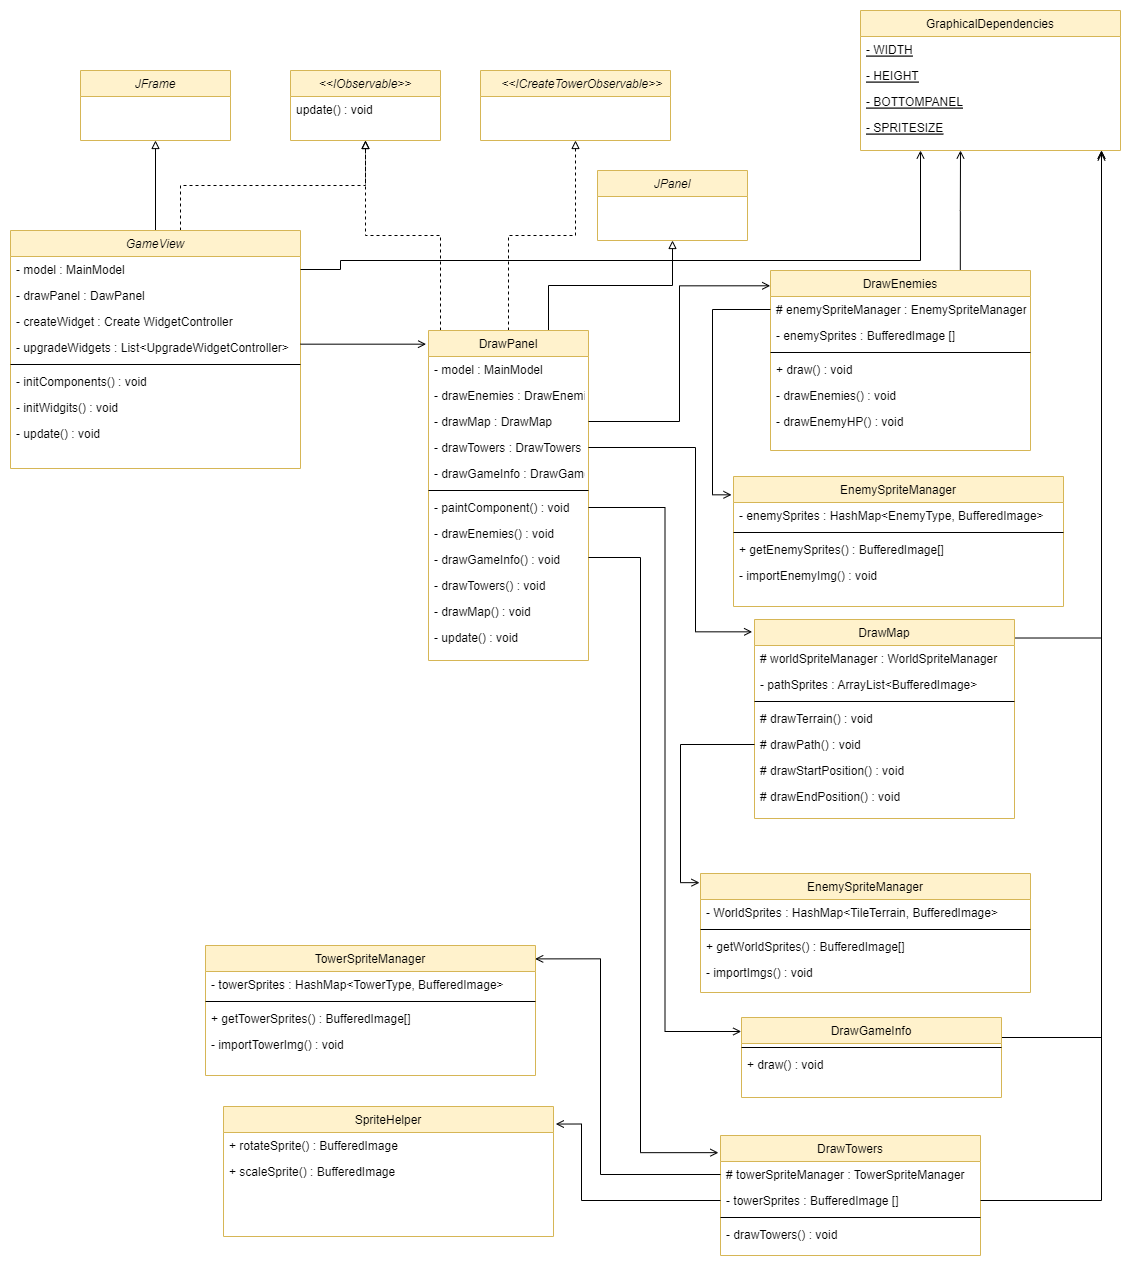 GraphicalDependencies
- WIDTH
- HEIGHT
- BOTTOMPANEL
- SPRITESIZE
JFrame
<<IObservable>>
update() : void
<<ICreateTowerObservable>>
JPanel
GameView
- model : MainModel
- drawPanel : DawPanel
- createWidget : Create WidgetController
- upgradeWidgets : List<UpgradeWidgetController>
- initComponents() : void
- initWidgits() : void
- update() : void
DrawPanel
- model : MainModel
- drawEnemies : DrawEnemi
- drawMap : DrawMap
- drawTowers : DrawTowers
- drawGameInfo : DrawGam
- paintComponent() : void
- drawEnemies() : void
- drawGameInfo() : void
- drawTowers() : void
- drawMap() : void
- update() : void
DrawEnemies
# enemySpriteManager : EnemySpriteManager
- enemySprites : BufferedImage []
+ draw() : void
- drawEnemies() : void
- drawEnemyHP() : void
EnemySpriteManager
- enemySprites : HashMap<EnemyType, BufferedImage>
+ getEnemySprites() : BufferedImage[]
- importEnemyImg() : void
DrawMap
# worldSpriteManager : WorldSpriteManager
- pathSprites : ArrayList<BufferedImage>
# drawTerrain() : void
# drawPath() : void
# drawStartPosition() : void
# drawEndPosition() : void
EnemySpriteManager
- WorldSprites : HashMap<TileTerrain, BufferedImage>
+ getWorldSprites() : BufferedImage[]
- importImgs() : void
TowerSpriteManager
- towerSprites : HashMap<TowerType, BufferedImage>
+ getTowerSprites() : BufferedImage[]
- importTowerImg() : void
DrawGameInfo
+ draw() : void
SpriteHelper
+ rotateSprite() : BufferedImage
+ scaleSprite() : BufferedImage
DrawTowers
# towerSpriteManager : TowerSpriteManager
- towerSprites : BufferedImage []
- drawTowers() : void